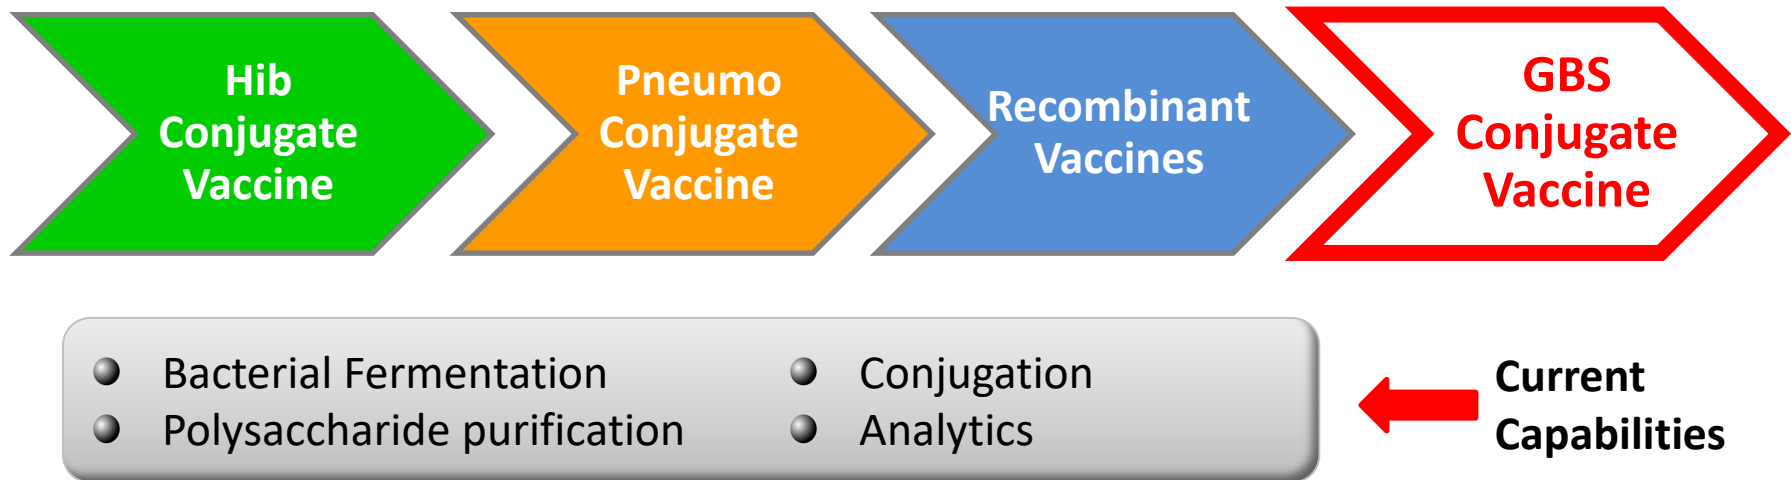 Hib
Conjugate
Vaccine
Pneumo
Conjugate
Vaccine
Recombinant
Vaccines
GBS
Conjugate
Vaccine
Bacterial Fermentation
Polysaccharide purification
Conjugation
Analytics
Current
Capabilities